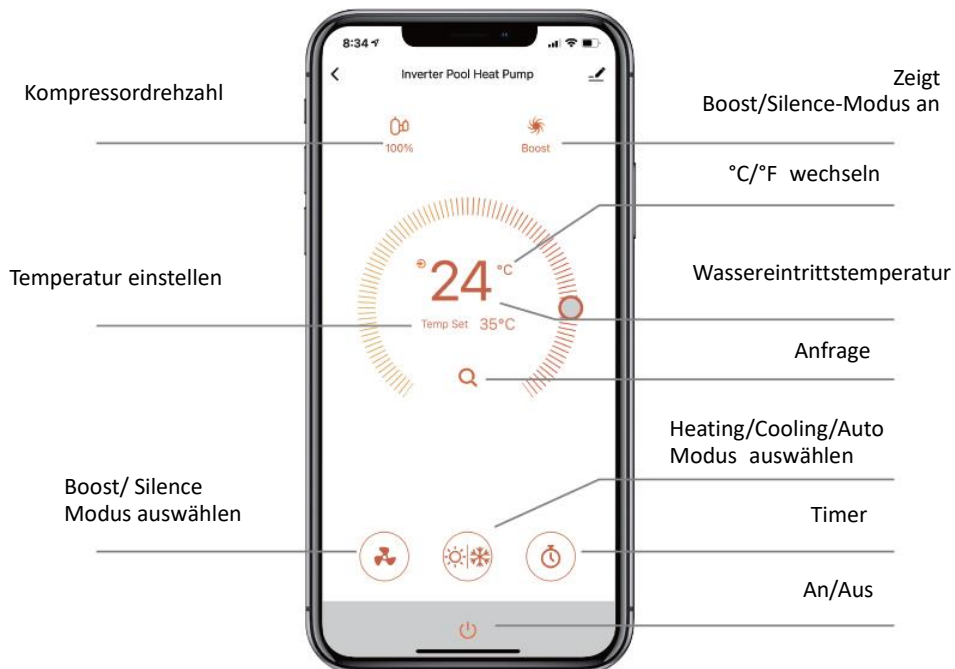 8:34
Inverter Pool Heat Pump
Kompressordrehzahl
Zeigt
Boost/Silence-Modus an
100%
Boost
°C/°F wechseln
Temperatur einstellen
24 °C
Wassereintrittstemperatur
Temp Set 35°C
Anfrage
Heating/Cooling/Auto
Modus auswählen
Boost/ Silence
Modus auswählen
Timer
An/Aus